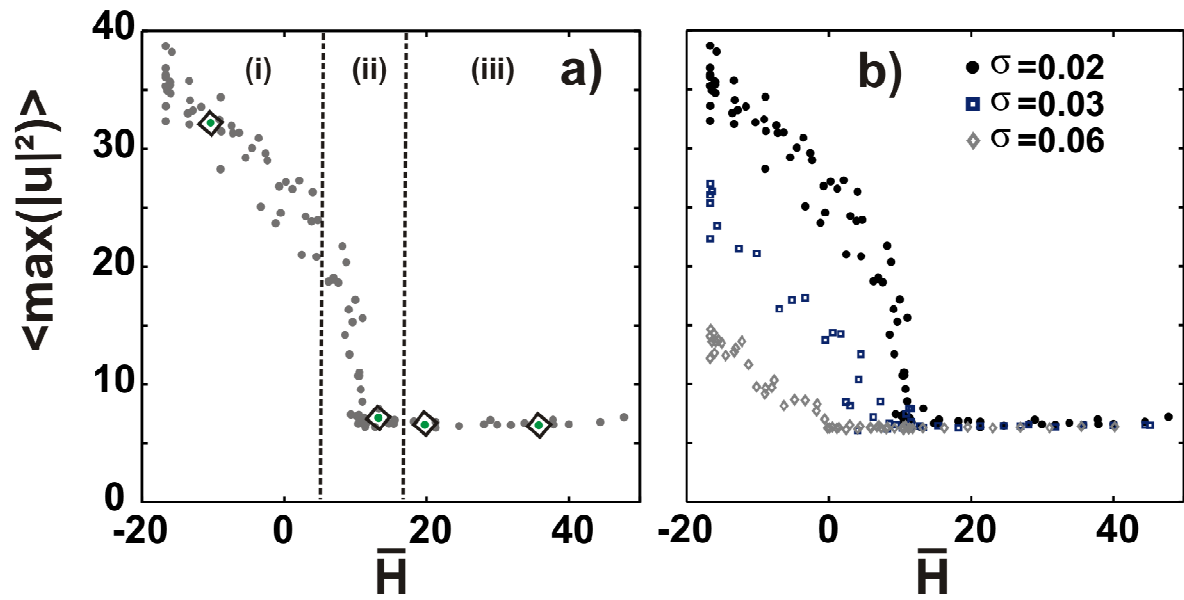 <max(|u|²)>
40
30
20
10
0
(i)
(ii)
(iii)
a)
-20
0
20
40
H̅
b)
σ =0.02
σ =0.03
σ =0.06
-20
0
20
40
H̅